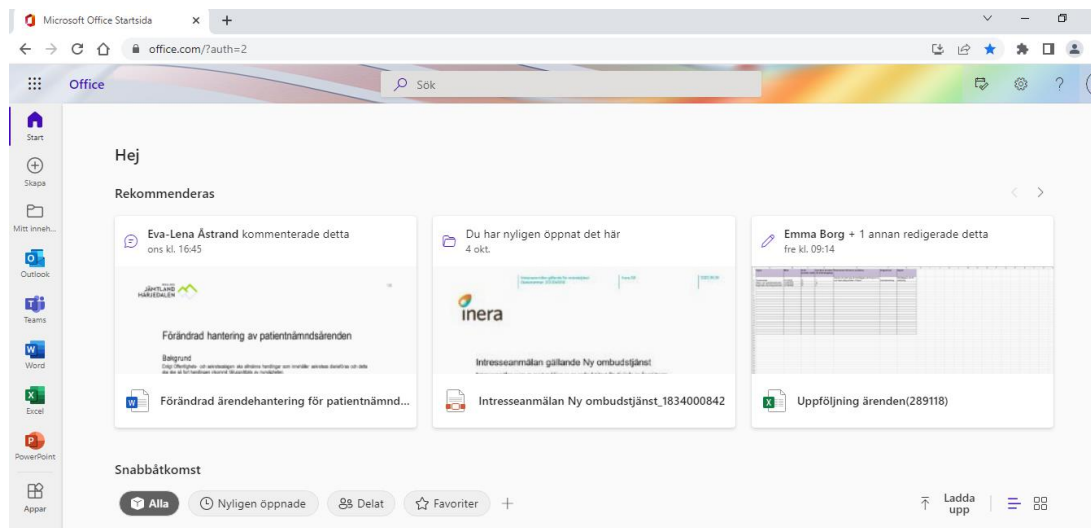 Microsoft Office Startsida
office.com/?auth=2
Office
Sök
Start
Skapa
Mitt inneh...
Outlook
Teams
Word
Excel
PowerPoint
Appar
Hej
Rekommenderas
Eva-Lena Åstrand kommenterade detta
ons kl. 16:45
JÄMTLAND
HÄRJEDALEN
Förändrad hantering av patientnämndsärenden
Bakgrund
Förändrad ärendehantering för patientnämnd...
Du har nyligen öppnat det här
4 okt.
inera
Intresseanmälan gällande Ny ombudstjänst
Intresseanmälan Ny ombudstjänst_1834000842
Emma Borg + 1 annan redigerade detta
fre kl. 09:14
Uppföljning ärenden(289118)
Snabbåtkomst
Alla
Nyligen öppnade
Delat
Favoriter
Ladda
upp